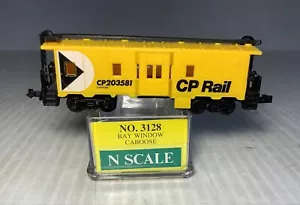 CP203581
CP Rail
NO. 3128
BAY WINDOW
CABOOSE
N SCALE